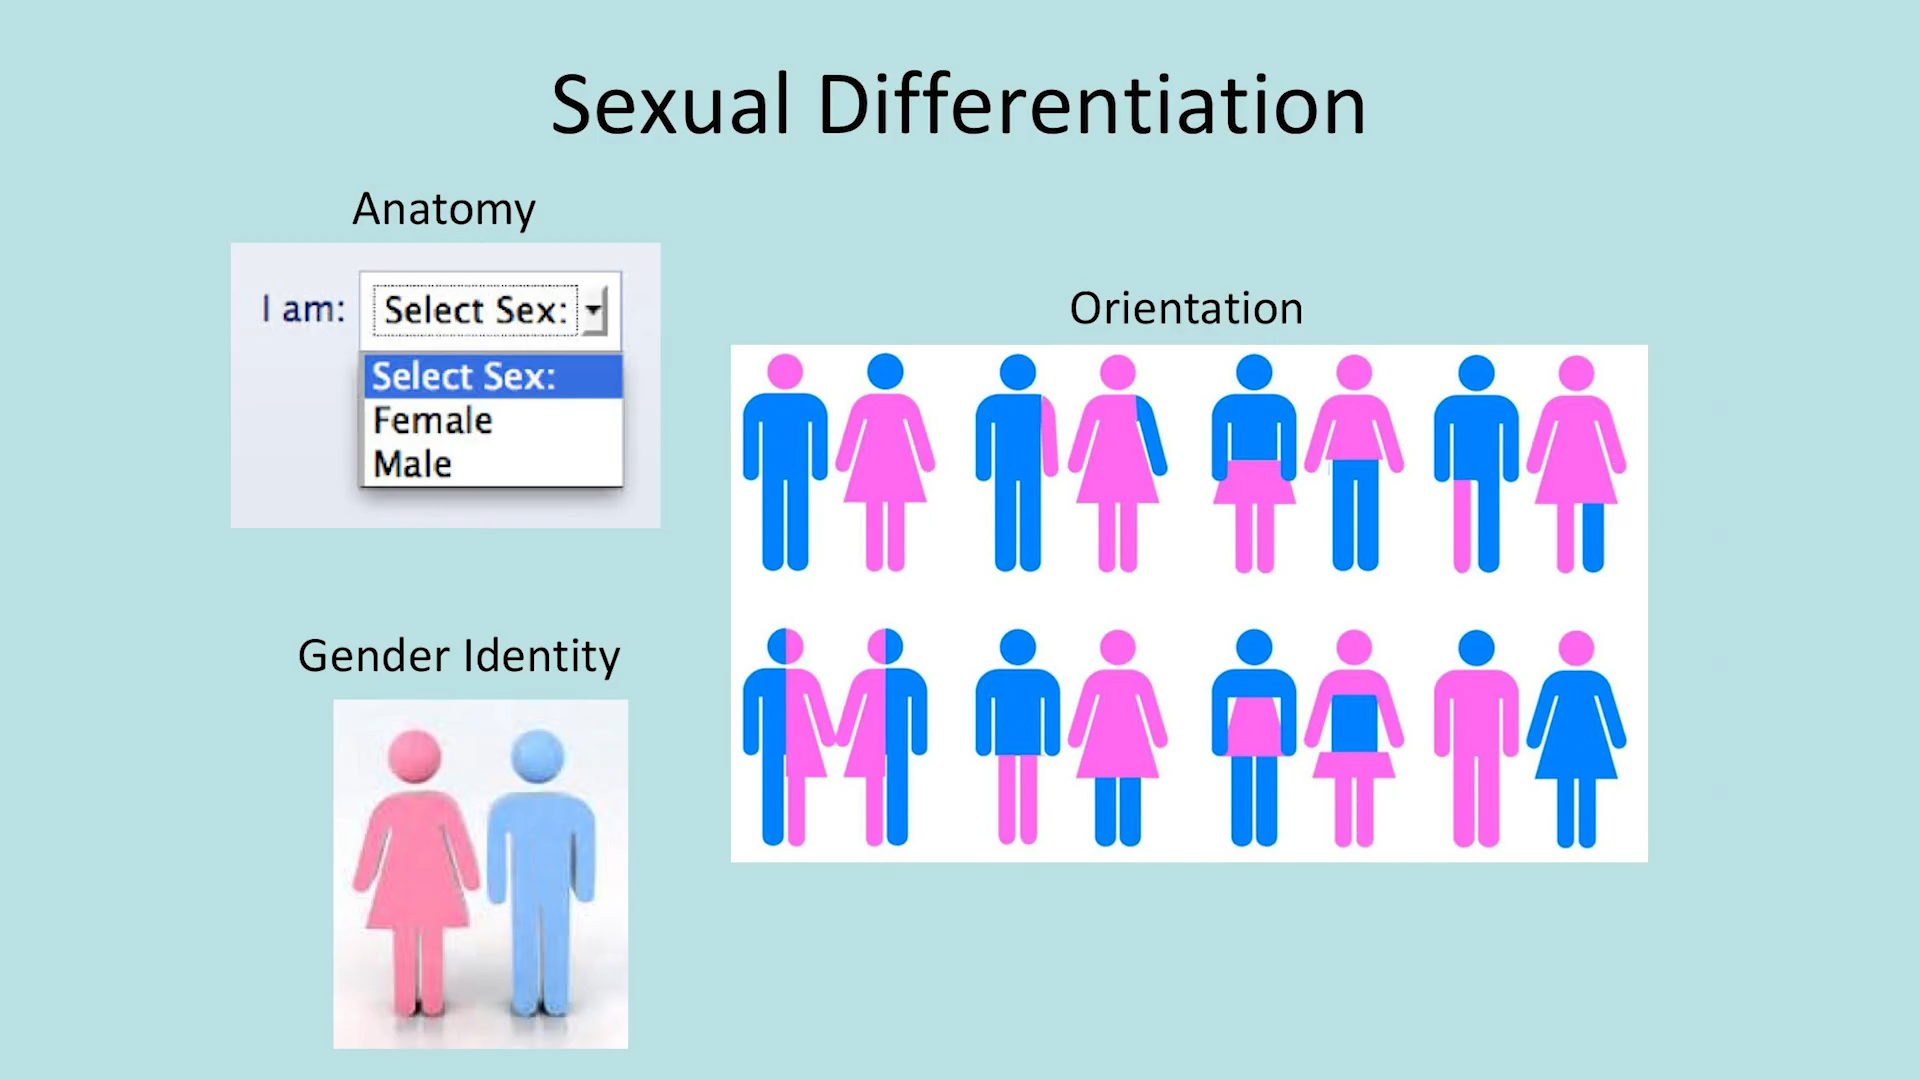 Sexual Differentiation
Anatomy
I am: Select Sex:
Select Sex:
Female
Male
Orientation
Gender Identity